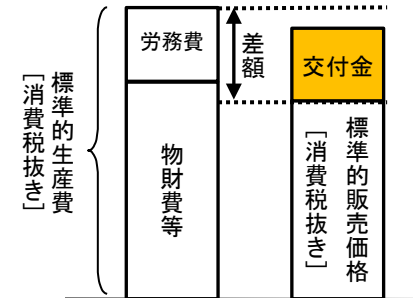 標準的生産費
［消費税抜き］
労務費
物財費等
差額
交付金
標準的販売価格
［消費税抜き］